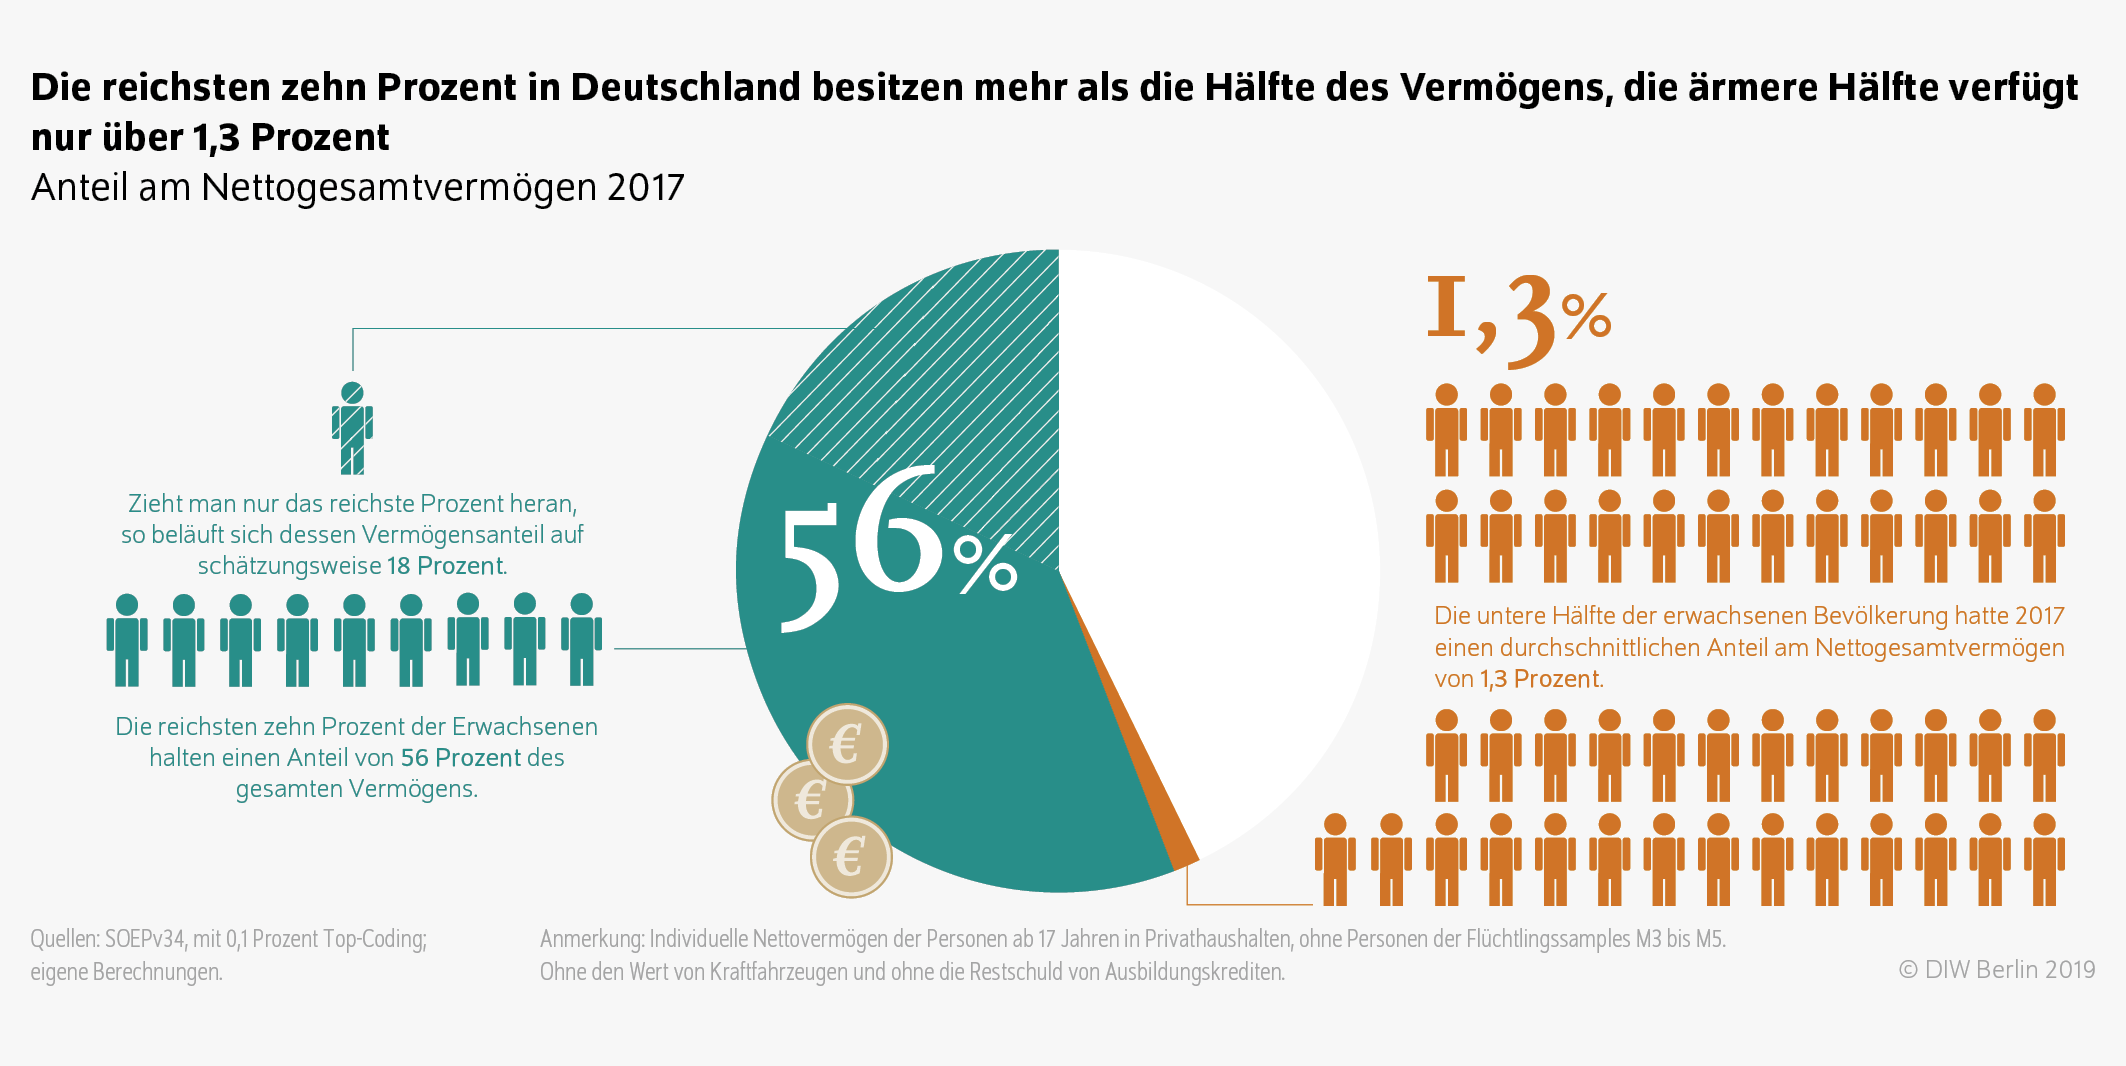 Die reichsten zehn Prozent in Deutschland besitzen mehr als die Hälfte des Vermögens, die ärmere Hälfte verfügt
nur über 1,3 Prozent
Anteil am Nettogesamtvermögen 2017
Zieht man nur das reichste Prozent heran,
so beläuft sich dessen Vermögensanteil auf
schätzungsweise 18 Prozent.
Die reichsten zehn Prozent der Erwachsenen
halten einen Anteil von 56 Prozent des
gesamten Vermögens.
56%
€
€
€
1,3%
Die untere Hälfte der erwachsenen Bevölkerung hatte 2017
einen durchschnittlichen Anteil am Nettogesamtvermögen
von 1,3 Prozent.
Quellen: SOEPv34, mit 0,1 Prozent Top-Coding;
eigene Berechnungen.
Anmerkung: Individuelle Nettovermögen der Personen ab 17 Jahren in Privathaushalten, ohne Personen der Flüchtlingssamples M3 bis M5.
Ohne den Wert von Kraftfahrzeugen und ohne die Restschuld von Ausbildungskrediten.
© DIW Berlin 2019